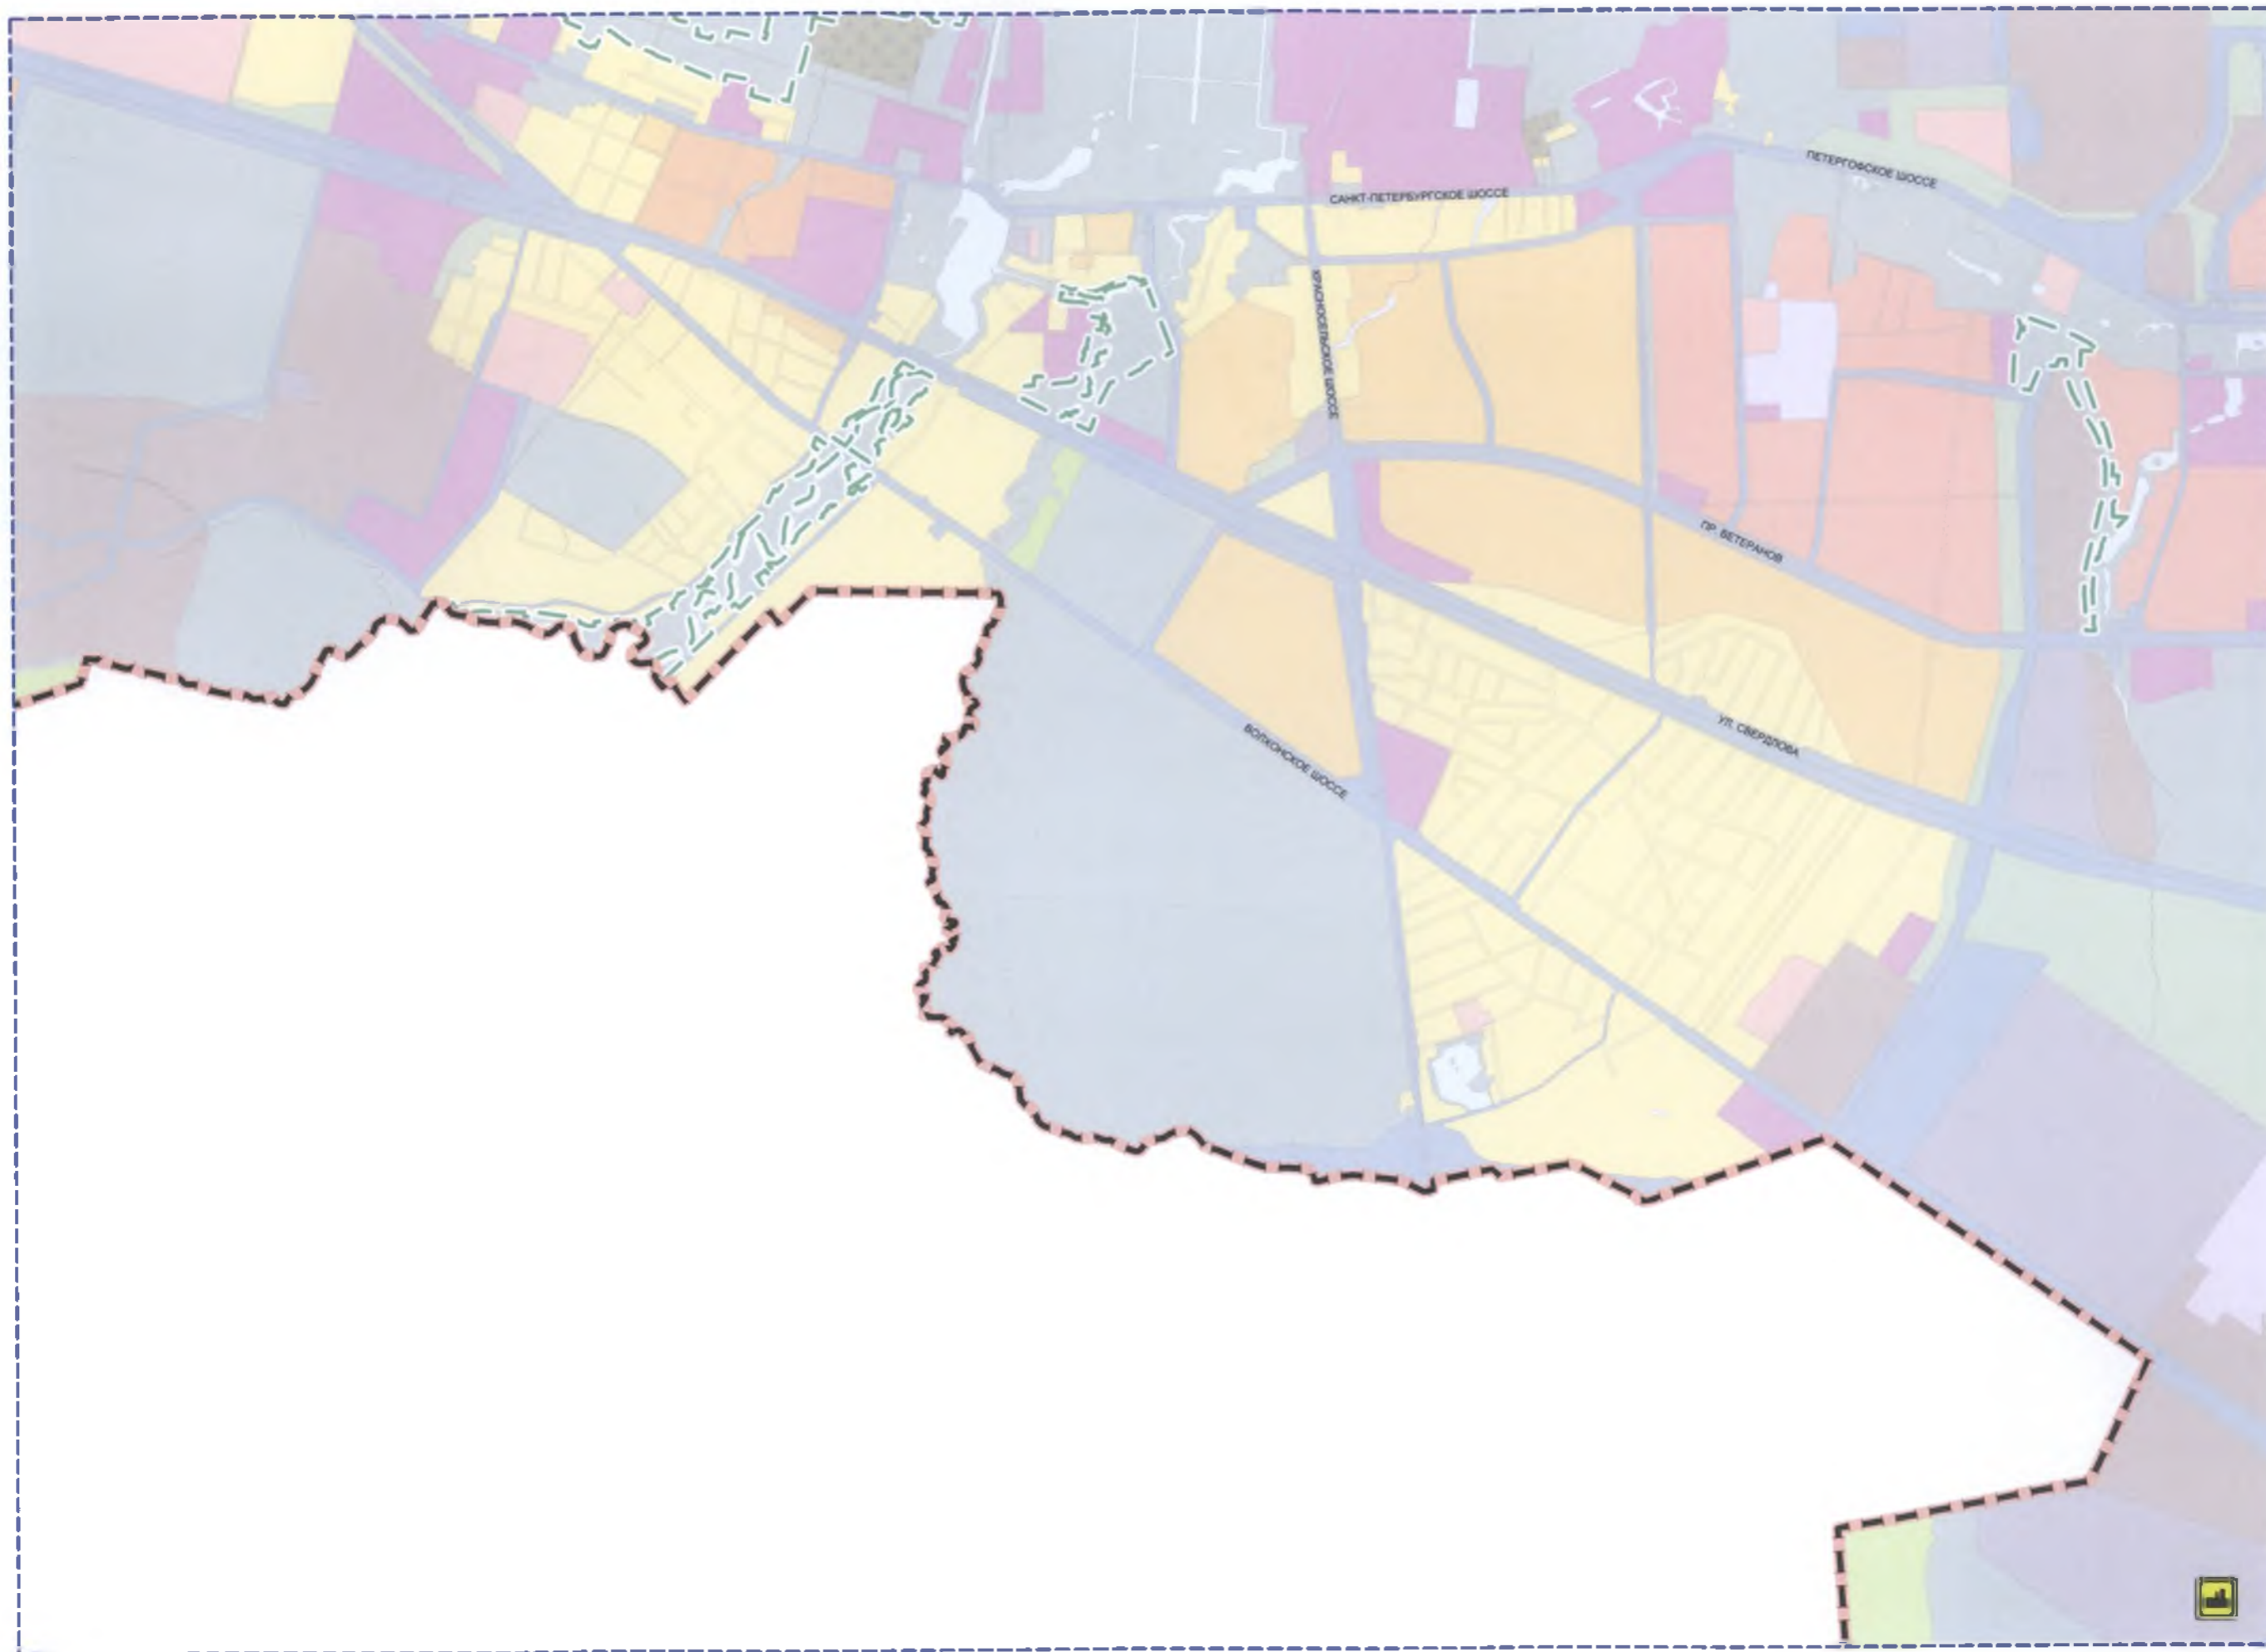 ПЕТЕРГОФСКОЕ ШОССЕ
САНКТ-ПЕТЕРБУРГСКОЕ ШОССЕ
КРАСНОСЕЛЬСКОЕ ШОССЕ
ПР. ВЕТЕРАНОВ
УЛ. СВЕРДЛОВА
ВОЛХОНСКОЕ ШОССЕ